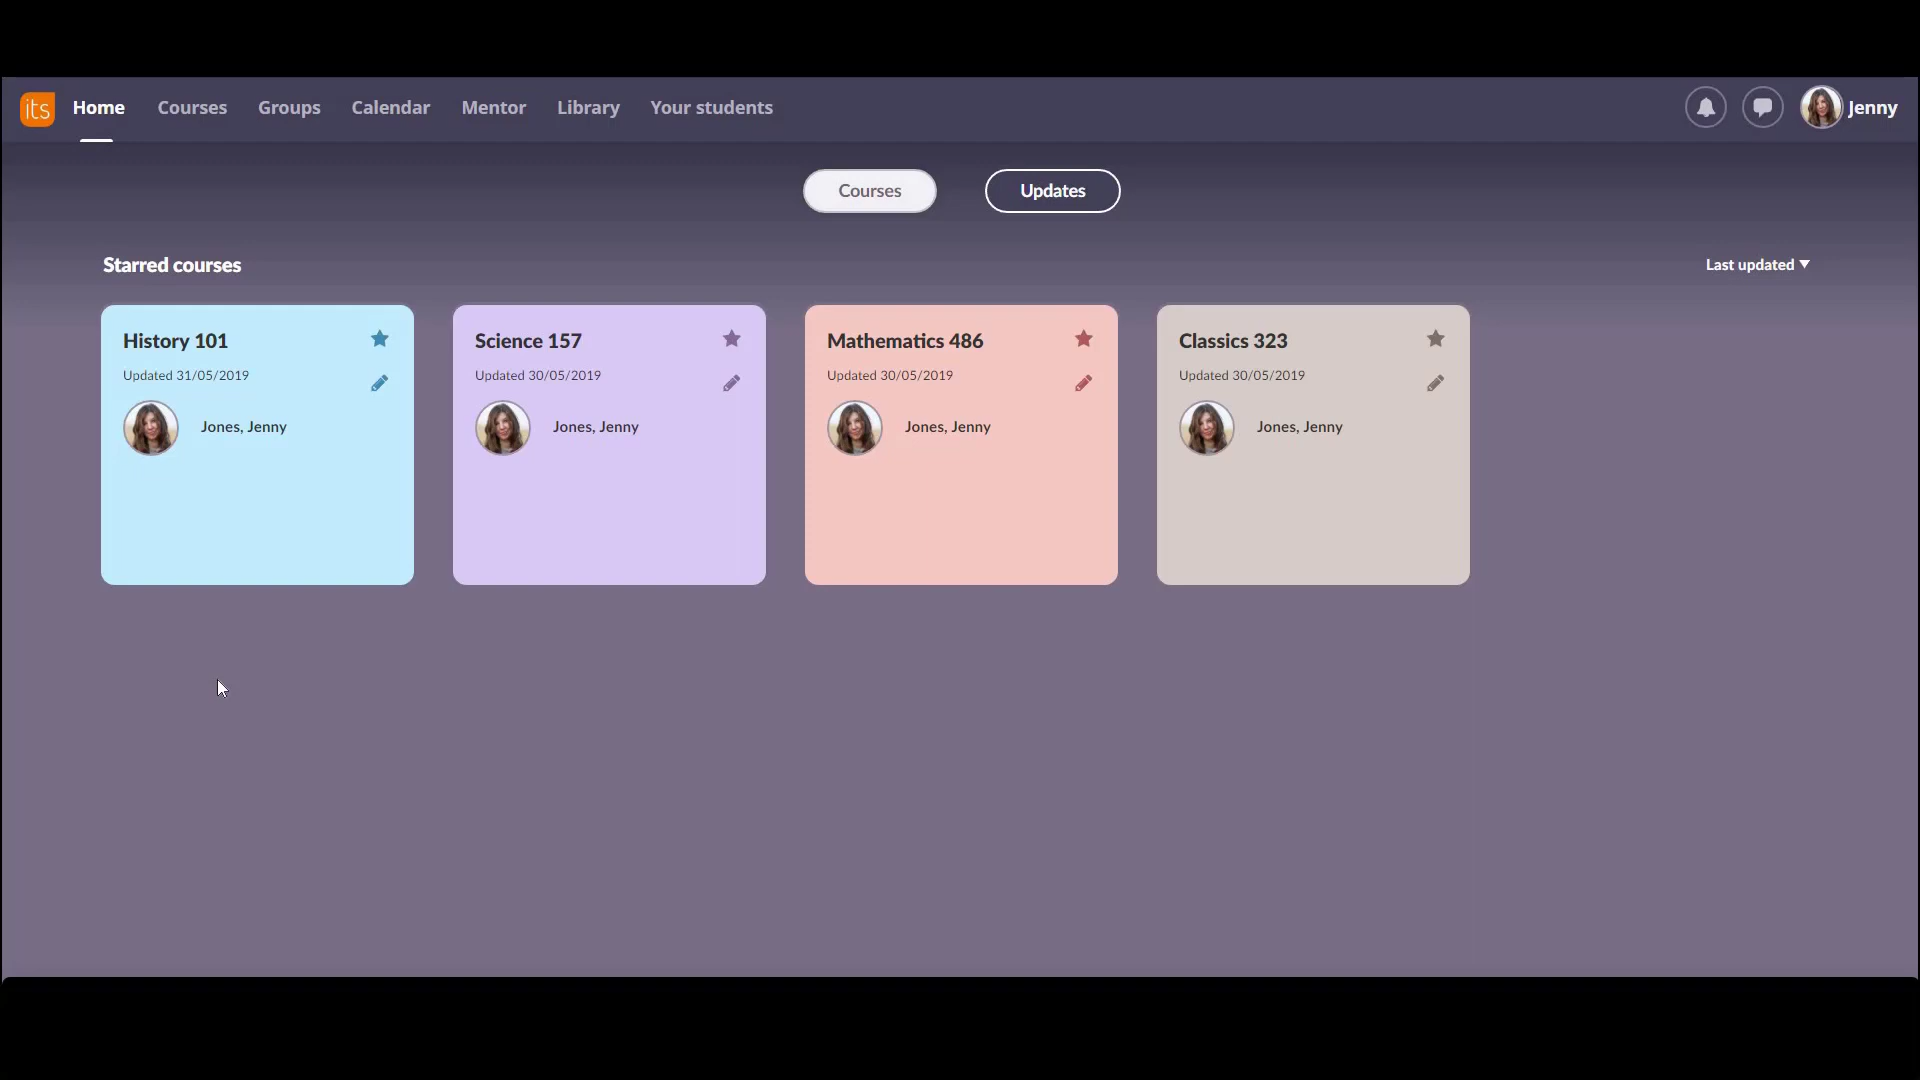 its Home Courses Groups Calendar Mentor Library Your students Jenny
Courses Updates
Starred courses Last updated
History 101
Updated 31/05/2019
Jones, Jenny
Science 157
Updated 30/05/2019
Jones, Jenny
Mathematics 486
Updated 30/05/2019
Jones, Jenny
Classics 323
Updated 30/05/2019
Jones, Jenny